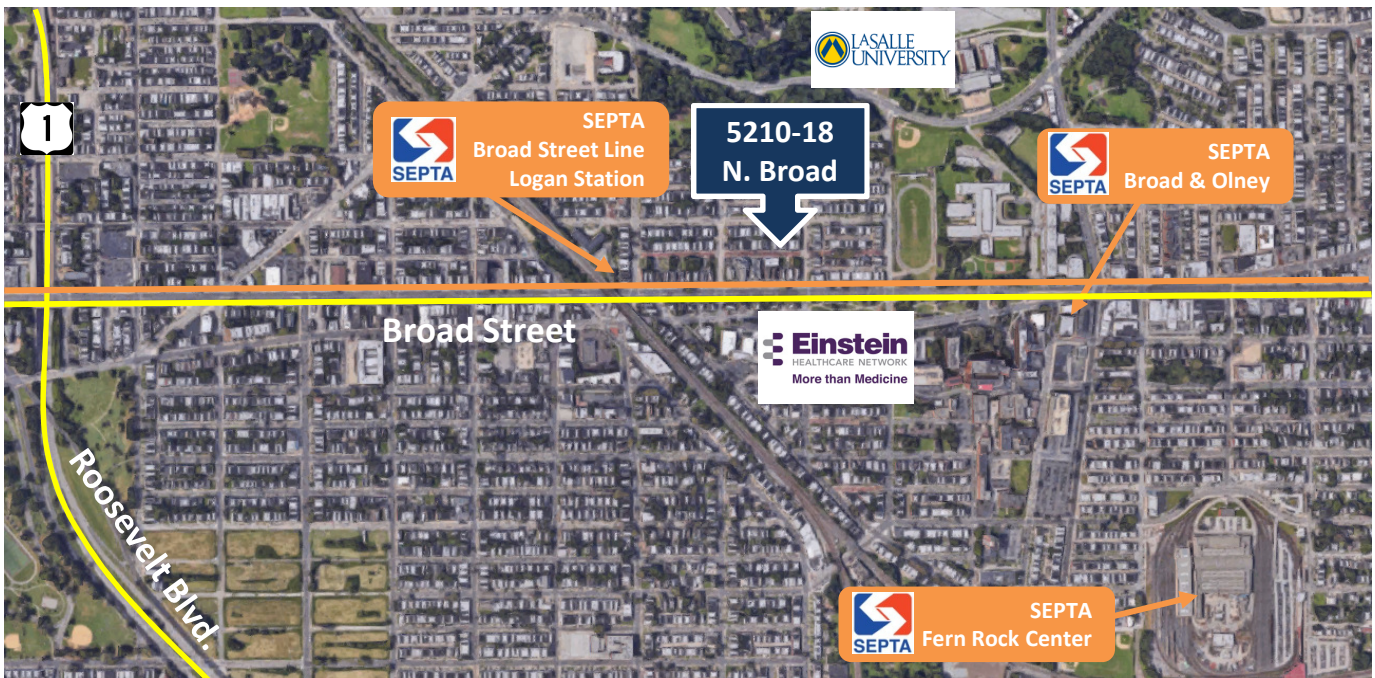 LASALLE
UNIVERSITY
1
SEPTA
SEPTA
Broad Street Line
Logan Station
5210-18
N. Broad
SEPTA
SEPTA
Broad & Olney
Broad Street
Einstein
HEALTHCARE NETWORK
More than Medicine
Roosevelt Blvd.
SEPTA
SEPTA
Fern Rock Center